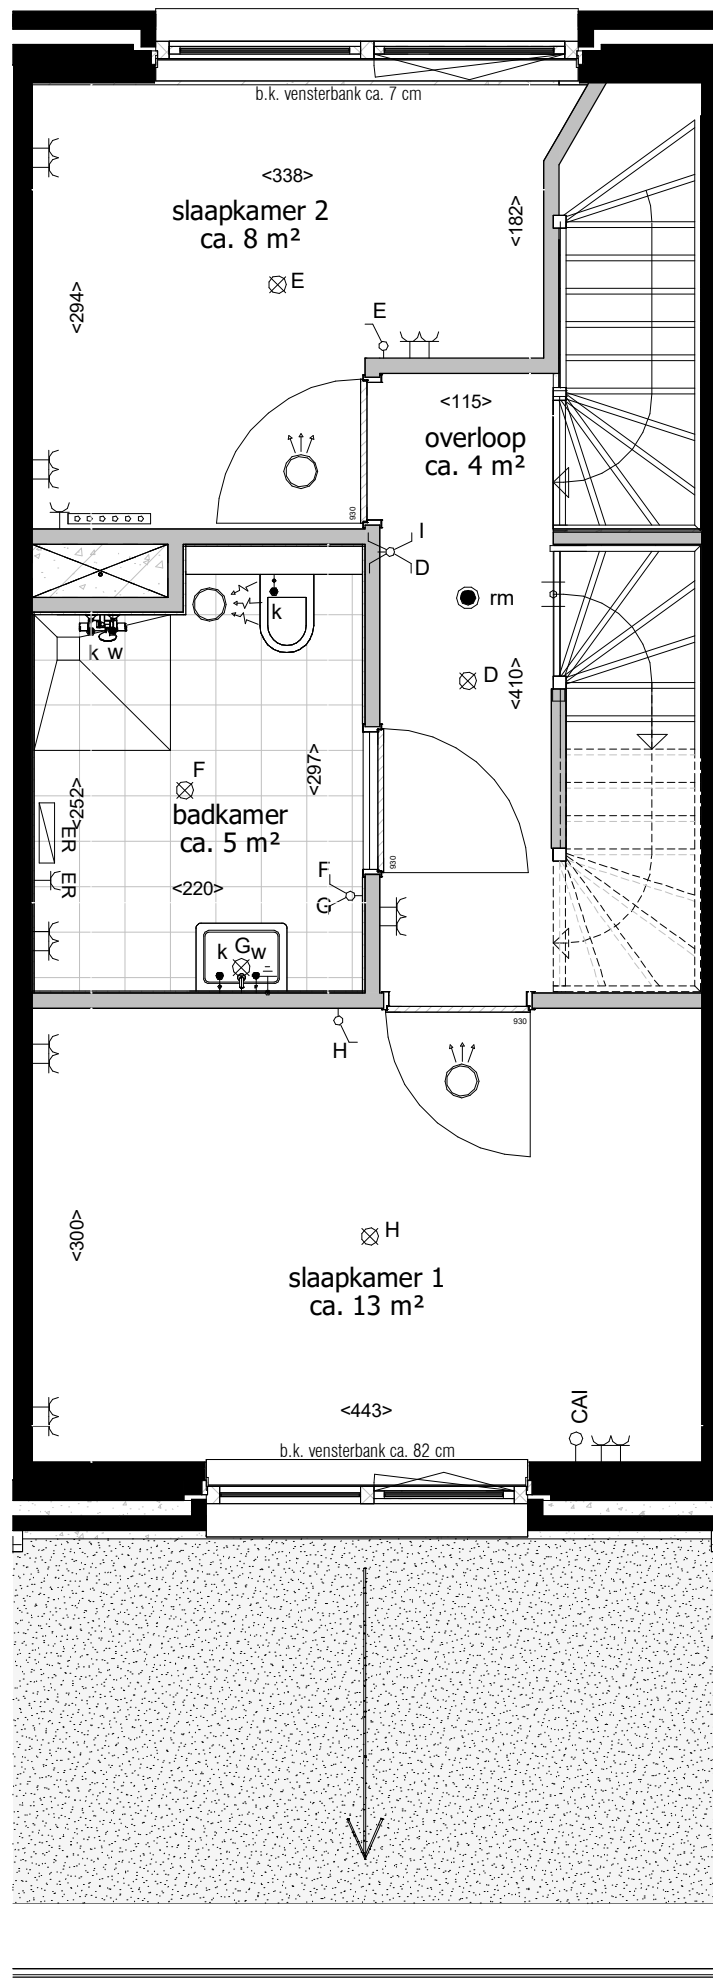 b.k. vensterbank ca. 7 cm
<338>
slaapkamer 2
ca. 8 m²
<182>
<294>
E
E
<115>
overloop
ca. 4 m²
930
I
D
rm
k
k w
D
<410>
F
<297>
<252>
badkamer
ca. 5 m²
ER
930
ER
<220>
F
G
k G w
930
H
<300>
H
slaapkamer 1
ca. 13 m²
<443>
CAI
b.k. vensterbank ca. 82 cm